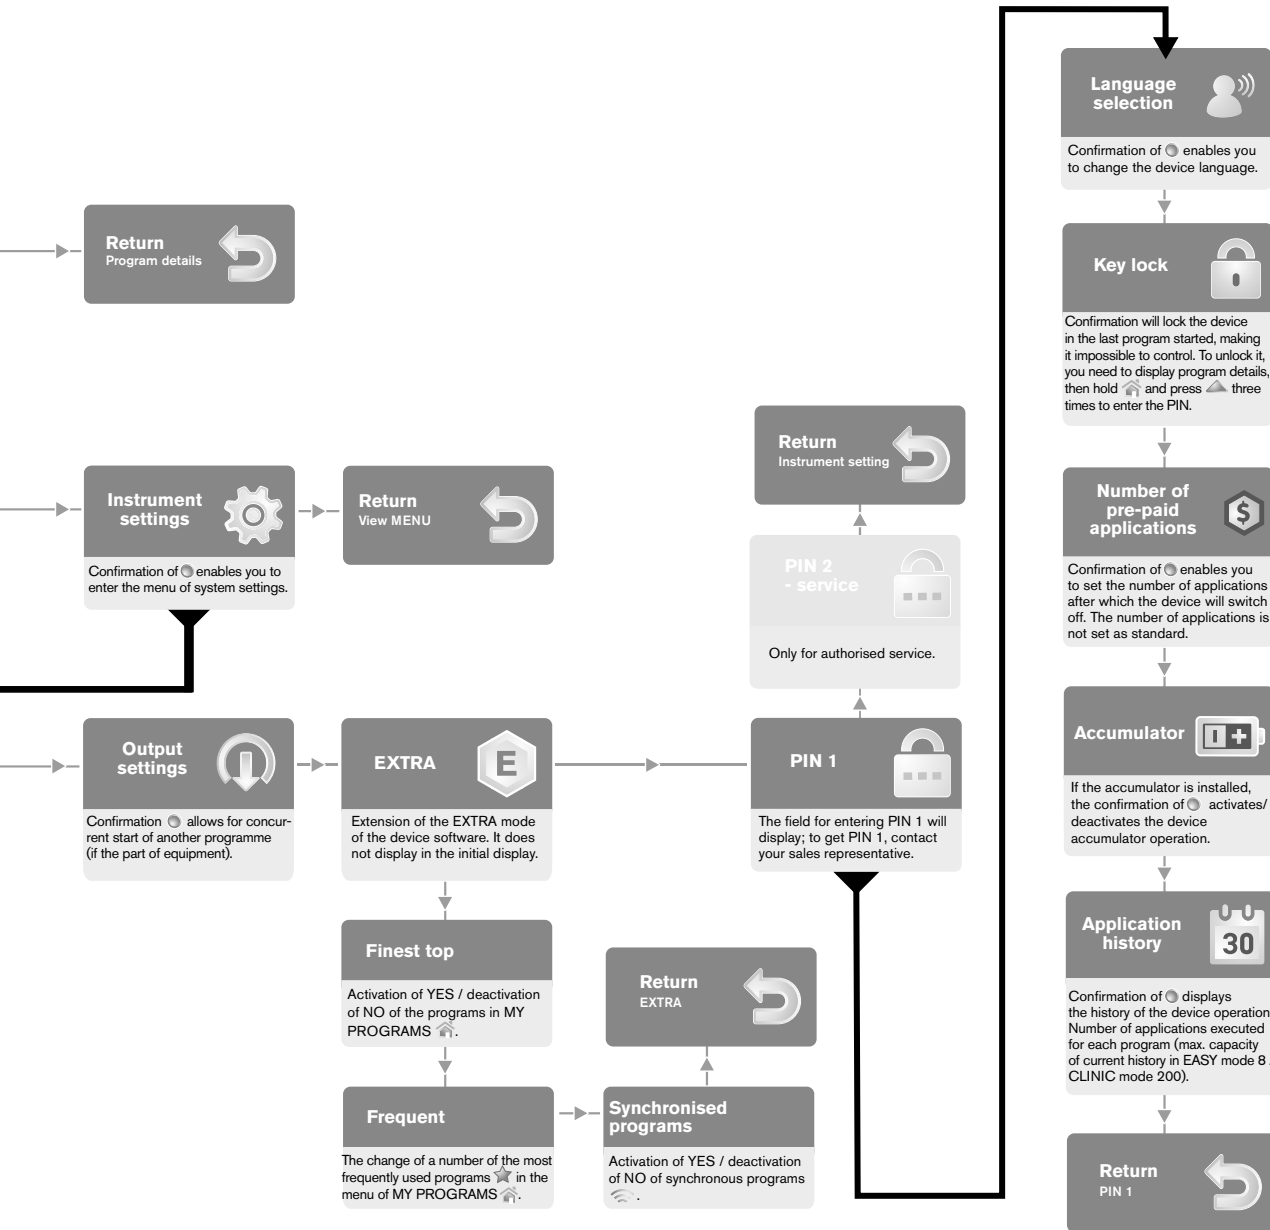 Return
Program details
Instrument
settings
Confirmation of enables you to
enter the menu of system settings.
Return
View MENU
Output
settings
Confirmation allows for concur-
rent start of another programme
(if the part of equipment).
EXTRA
E
Extension of the EXTRA mode
of the device software. It does
not display in the initial display.
Finest top
Activation of YES / deactivation
of NO of the programs in MY
PROGRAMS .
Frequent
The change of a number of the most
frequently used programs in the
menu of MY PROGRAMS .
Synchronised
programs
Activation of YES / deactivation
of NO of synchronous programs
.
Return
EXTRA
PIN 1
The field for entering PIN 1 will
display; to get PIN 1, contact
your sales representative.
PIN 2
- service
Only for authorised service.
Return
Instrument setting
Language
selection
Confirmation of enables you
to change the device language.
Key lock
Confirmation will lock the device
in the last program started, making
it impossible to control. To unlock it,
you need to display program details,
then hold and press three
times to enter the PIN.
Number of
pre-paid
applications
$
Confirmation of enables you
to set the number of applications
after which the device will switch
off. The number of applications is
not set as standard.
Accumulator
If the accumulator is installed,
the confirmation of activates/
deactivates the device
accumulator operation.
Application
history
30
Confirmation of displays
the history of the device operation
Number of applications executed
for each program (max. capacity
of current history in EASY mode 8
CLINIC mode 200).
Return
PIN 1